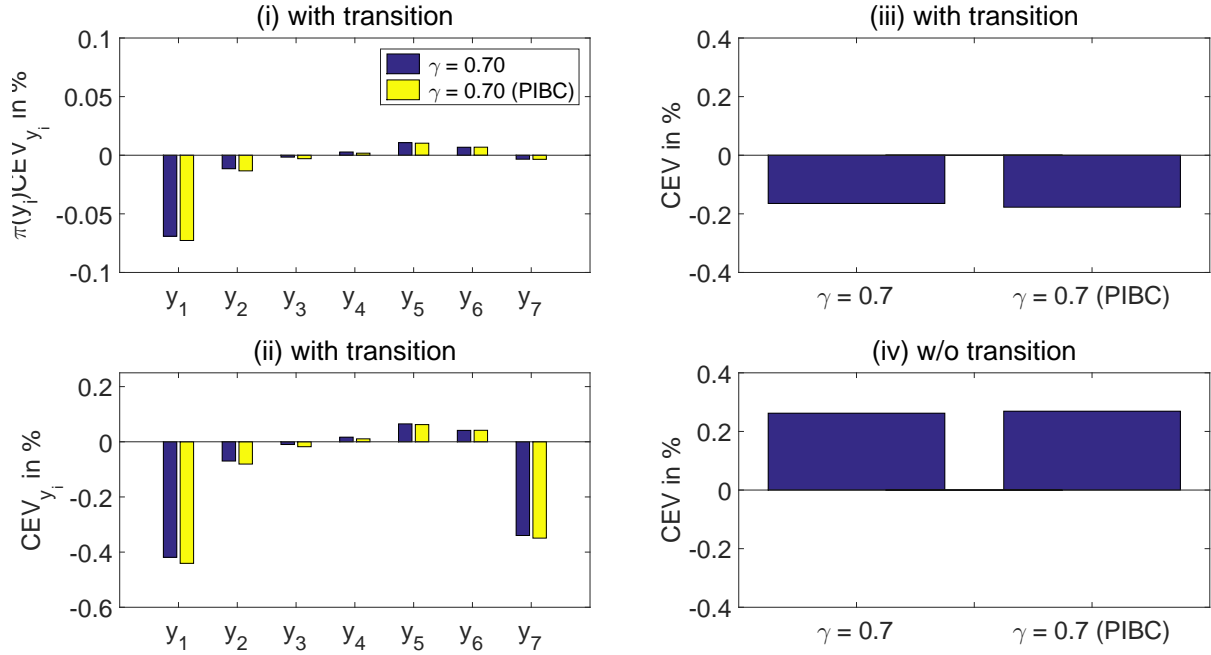 (i) with transition
π(y_i)CEV_{y_i} in %
0.1
0.05
0
-0.05
-0.1
γ = 0.70
γ = 0.70 (PIBC)
y_1 y_2 y_3 y_4 y_5 y_6 y_7
(iii) with transition
CEV in %
0.4
0.2
0
-0.2
-0.4
γ = 0.7 γ = 0.7 (PIBC)
(ii) with transition
CEV_{y_i} in %
0.2
0
-0.2
-0.4
-0.6
y_1 y_2 y_3 y_4 y_5 y_6 y_7
(iv) w/o transition
CEV in %
0.4
0.2
0
-0.2
-0.4
γ = 0.7 γ = 0.7 (PIBC)